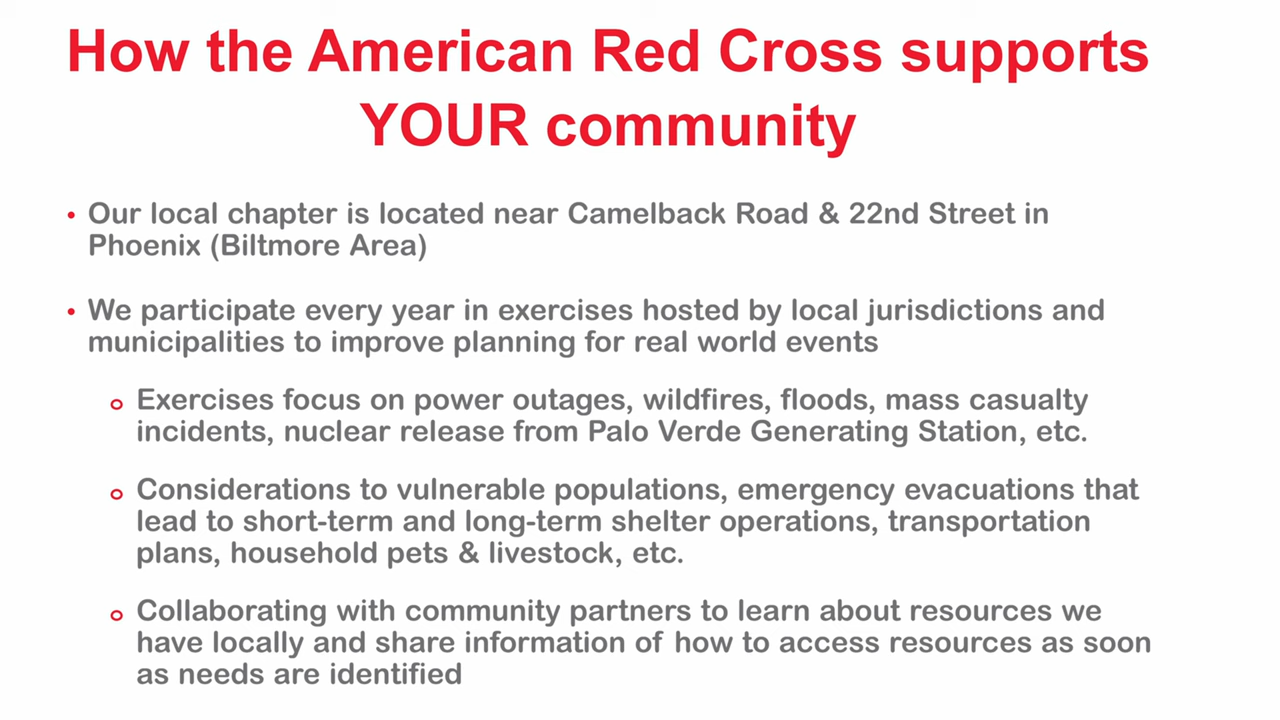 How the American Red Cross supports
YOUR community
• Our local chapter is located near Camelback Road & 22nd Street in
Phoenix (Biltmore Area)
• We participate every year in exercises hosted by local jurisdictions and
municipalities to improve planning for real world events
o Exercises focus on power outages, wildfires, floods, mass casualty
incidents, nuclear release from Palo Verde Generating Station, etc.
o Considerations to vulnerable populations, emergency evacuations that
lead to short-term and long-term shelter operations, transportation
plans, household pets & livestock, etc.
o Collaborating with community partners to learn about resources we
have locally and share information of how to access resources as soon
as needs are identified